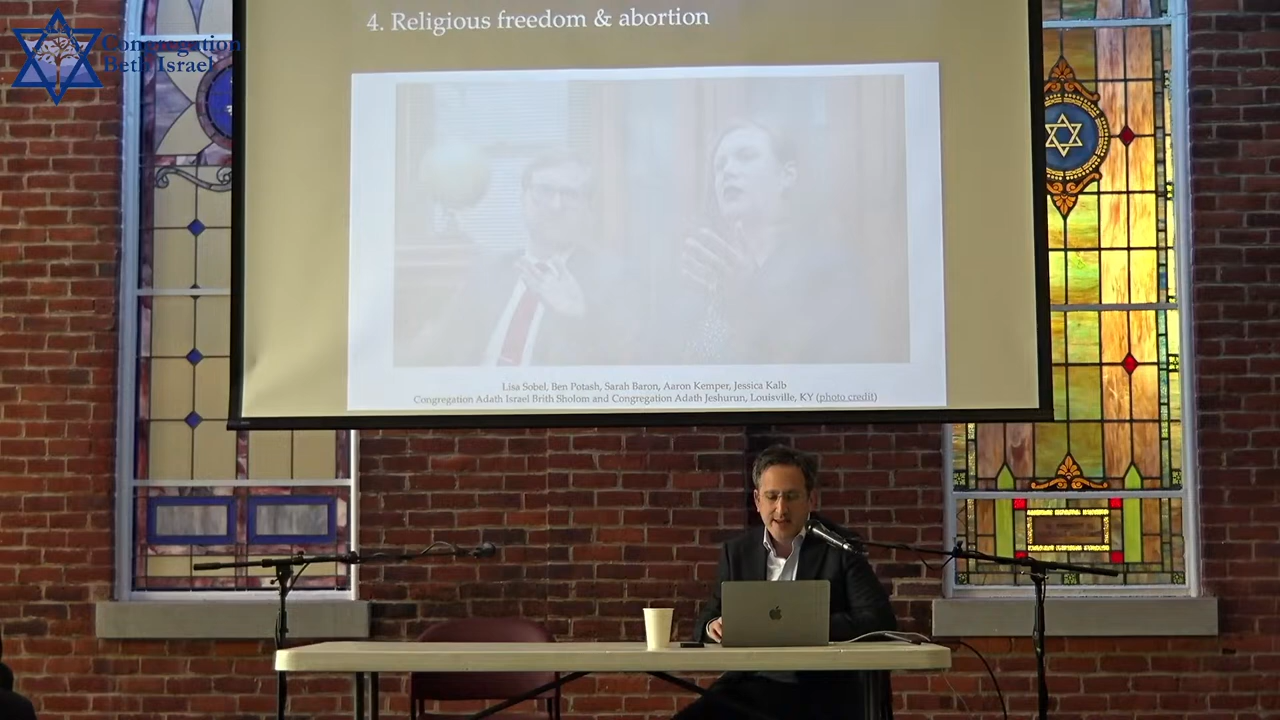 Congregation
Beth Israel
4. Religious freedom & abortion
Lisa Sobel, Ben Potash, Sarah Baron, Aaron Kemper, Jessica Kalb
Congregation Adath Israel Brith Sholom and Congregation Adath Jeshurun, Louisville, KY (photo credit)